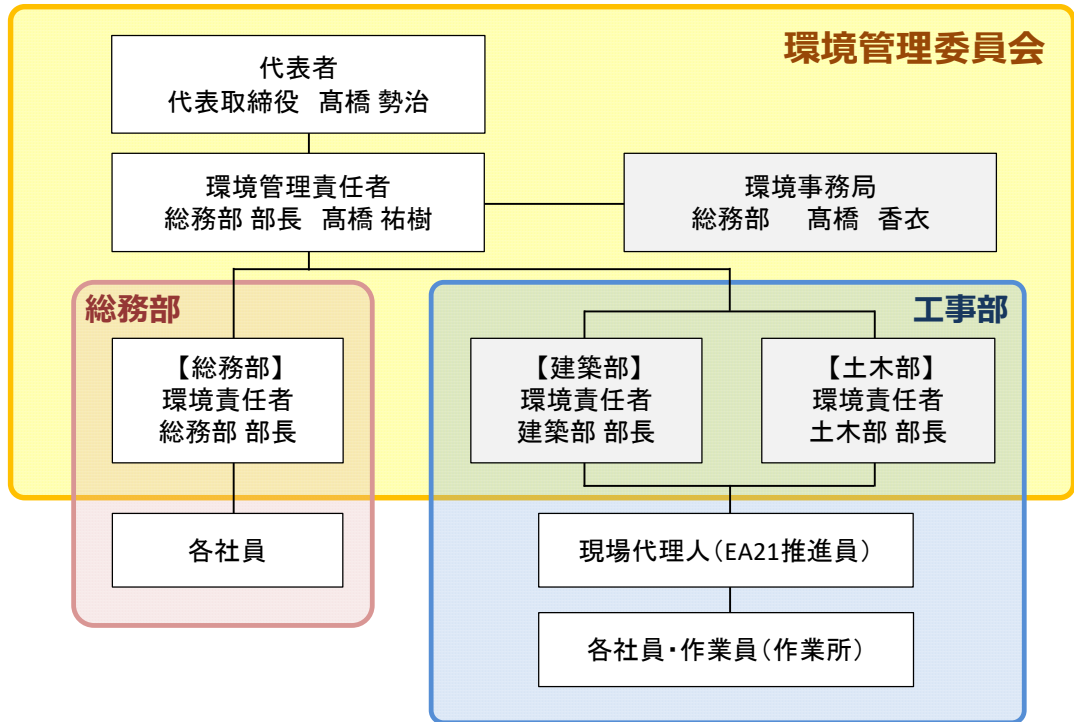 環境管理委員会
代表者
代表取締役 髙橋 勢治
環境管理責任者
総務部 部長 髙橋 祐樹
環境事務局
総務部 髙橋 香衣
総務部
工事部
【総務部】
環境責任者
総務部 部長
【建築部】
環境責任者
建築部 部長
【土木部】
環境責任者
土木部 部長
各社員
現場代理人(EA21推進員)
各社員・作業員(作業所)